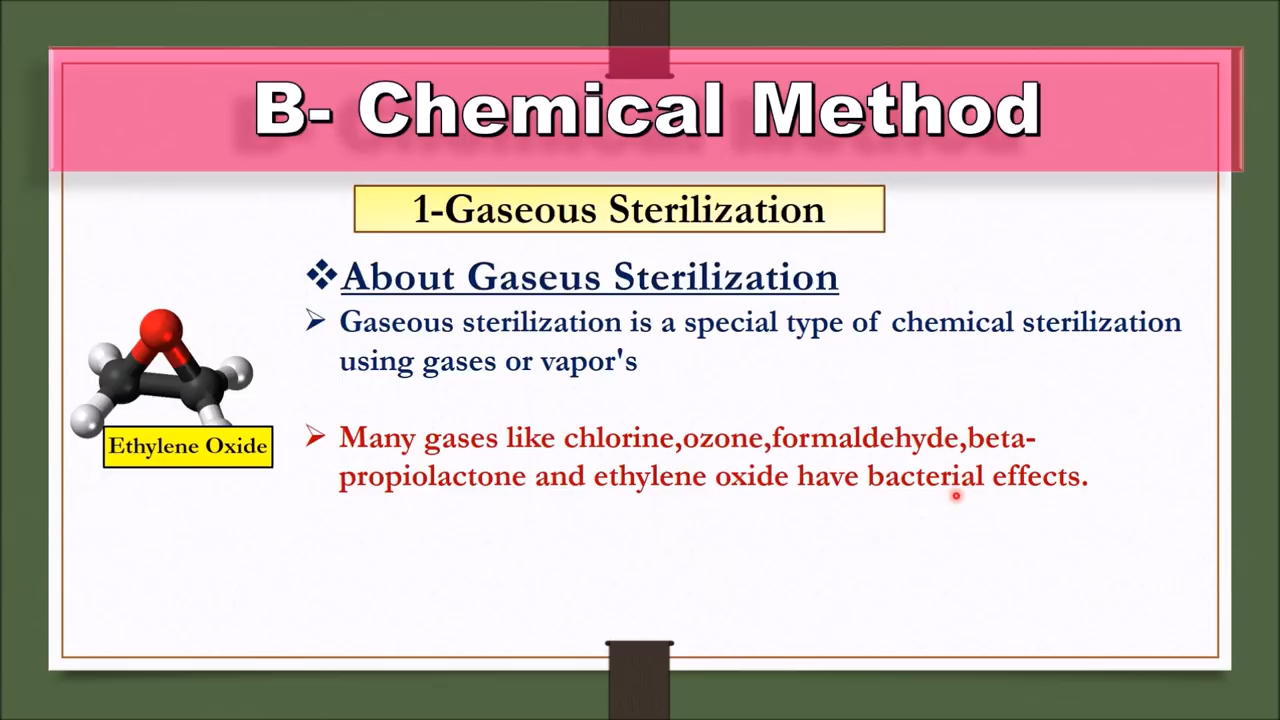 B- Chemical Method
1-Gaseous Sterilization
❖About Gaseus Sterilization
➢ Gaseous sterilization is a special type of chemical sterilization
using gases or vapor's
Ethylene Oxide
➢ Many gases like chlorine,ozone,formaldehyde,beta-
propiolactone and ethylene oxide have bacterial effects.